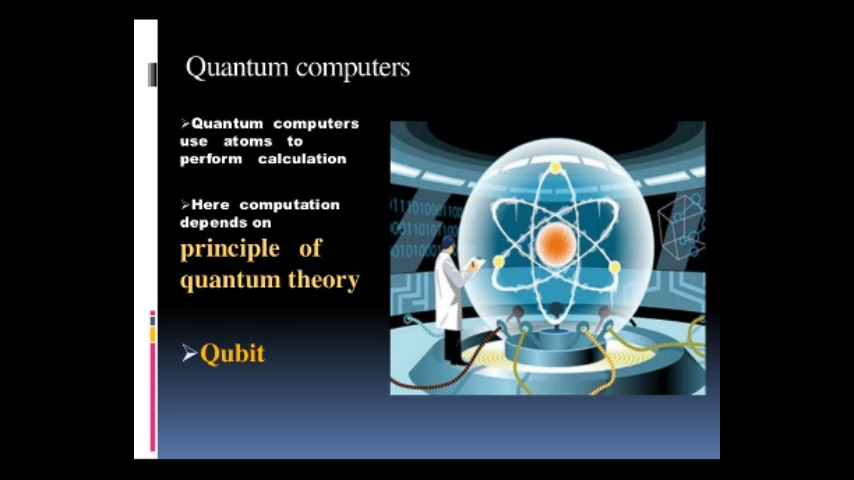 Quantum computers
➢Quantum computers
use atoms to
perform calculation
➢Here computation
depends on
principle of
quantum theory
➢Qubit